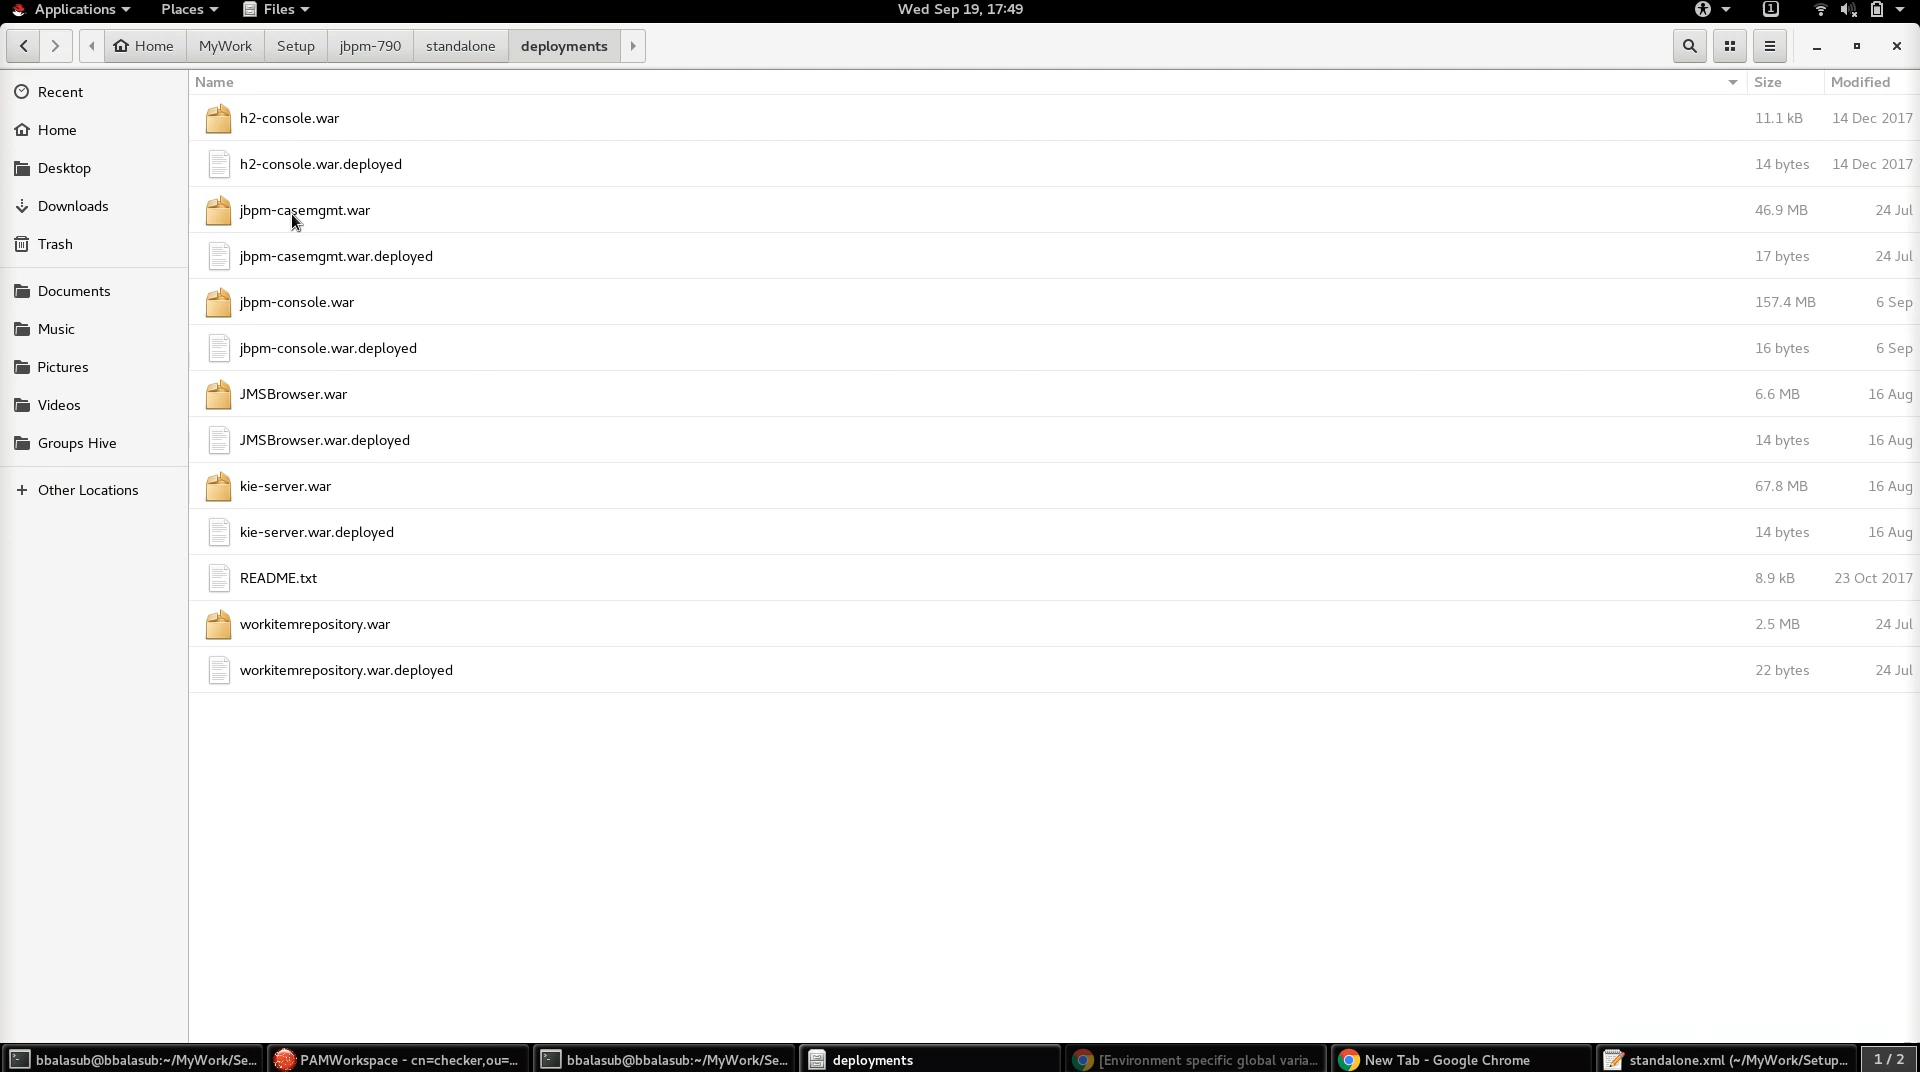 Applications Places Files Wed Sep 19, 17:49 1
Home MyWork Setup jbpm-790 standalone deployments
Name Size Modified
Recent
Home
Desktop
Downloads
Trash
Documents
Music
Pictures
Videos
Groups Hive
+ Other Locations
h2-console.war 11.1 kB 14 Dec 2017
h2-console.war.deployed 14 bytes 14 Dec 2017
jbpm-casemgmt.war 46.9 MB 24 Jul
jbpm-casemgmt.war.deployed 17 bytes 24 Jul
jbpm-console.war 157.4 MB 6 Sep
jbpm-console.war.deployed 16 bytes 6 Sep
JMSBrowser.war 6.6 MB 16 Aug
JMSBrowser.war.deployed 14 bytes 16 Aug
kie-server.war 67.8 MB 16 Aug
kie-server.war.deployed 14 bytes 16 Aug
README.txt 8.9 kB 23 Oct 2017
workitemrepository.war 2.5 MB 24 Jul
workitemrepository.war.deployed 22 bytes 24 Jul
bbalasub@bbalasub:~/MyWork/Se... PAMWorkspace - cn=checker,ou=... bbalasub@bbalasub:~/MyWork/Se... deployments [Environment specific global varia... New Tab - Google Chrome standalone.xml (~/MyWork/Setup... 1 / 2